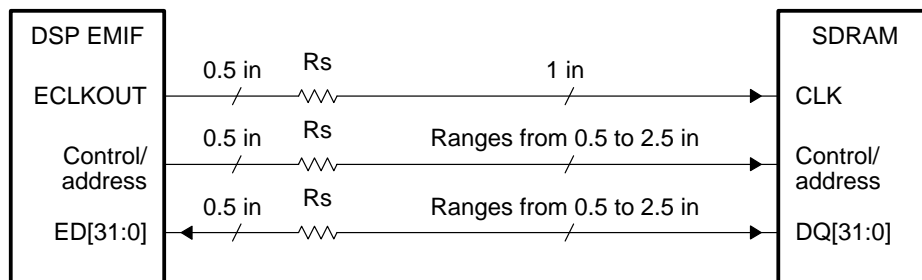 DSP EMIF
SDRAM
0.5 in
Rs
1 in
ECLKOUT
CLK
0.5 in
Rs
Ranges from 0.5 to 2.5 in
Control/
address
Control/
address
0.5 in
Rs
Ranges from 0.5 to 2.5 in
ED[31:0]
DQ[31:0]